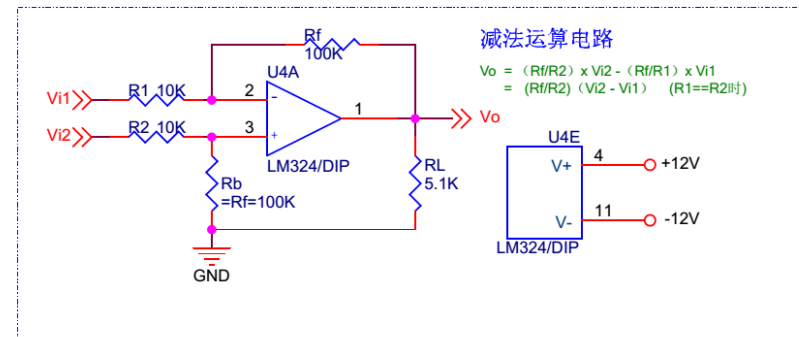 Rf
100K
减法运算电路
Vo = （Rf/R2）x Vi2 -（Rf/R1）x Vi1
= （Rf/R2）（Vi2 - Vi1） （R1==R2时）
U4A
Vi1
R1 10K
2
-
1
Vo
Vi2
R2 10K
3
+
LM324/DIP
Rb
=Rf=100K
RL
5.1K
GND
U4E
V+
4
+12V
V-
11
-12V
LM324/DIP